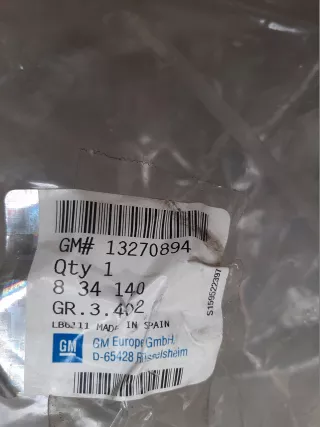 GM# 13270894
Qty 1
8 34 140
GR.3.402
LB6211 MADE IN SPAIN
GM
GM Europe GmbH
D-65428 Rüsselsheim
S159522397